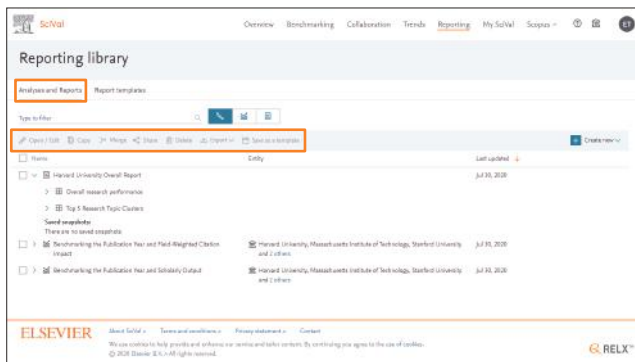 SciVal
Overview Benchmarking Collaboration Trends Reporting My SciVal Scopus
ET
Reporting library
Analyses and Reports Report templates
Type to filter
Open / Edit Copy Merge Share Delete Export Save as a template
Create new
Name Entity Last updated
Harvard University Overall Report Jul 30, 2020
Overall research performance
Top 5 Research Topic Clusters
Saved snapshots:
There are no saved snapshots
Benchmarking the Publication Year and Field-Weighted Citation Harvard University, Massachusetts Institute of Technology, Stanford University Jul 30, 2020
Impact and 2 others
Benchmarking the Publication Year and Scholarly Output Harvard University, Massachusetts Institute of Technology, Stanford University Jul 30, 2020
and 2 others
ELSEVIER
About SciVal Terms and conditions Privacy statement Contact
We use cookies to help provide and enhance our service and tailor content. By continuing you agree to the use of cookies.
© 2020 Elsevier B.V. All rights reserved.
RELX™